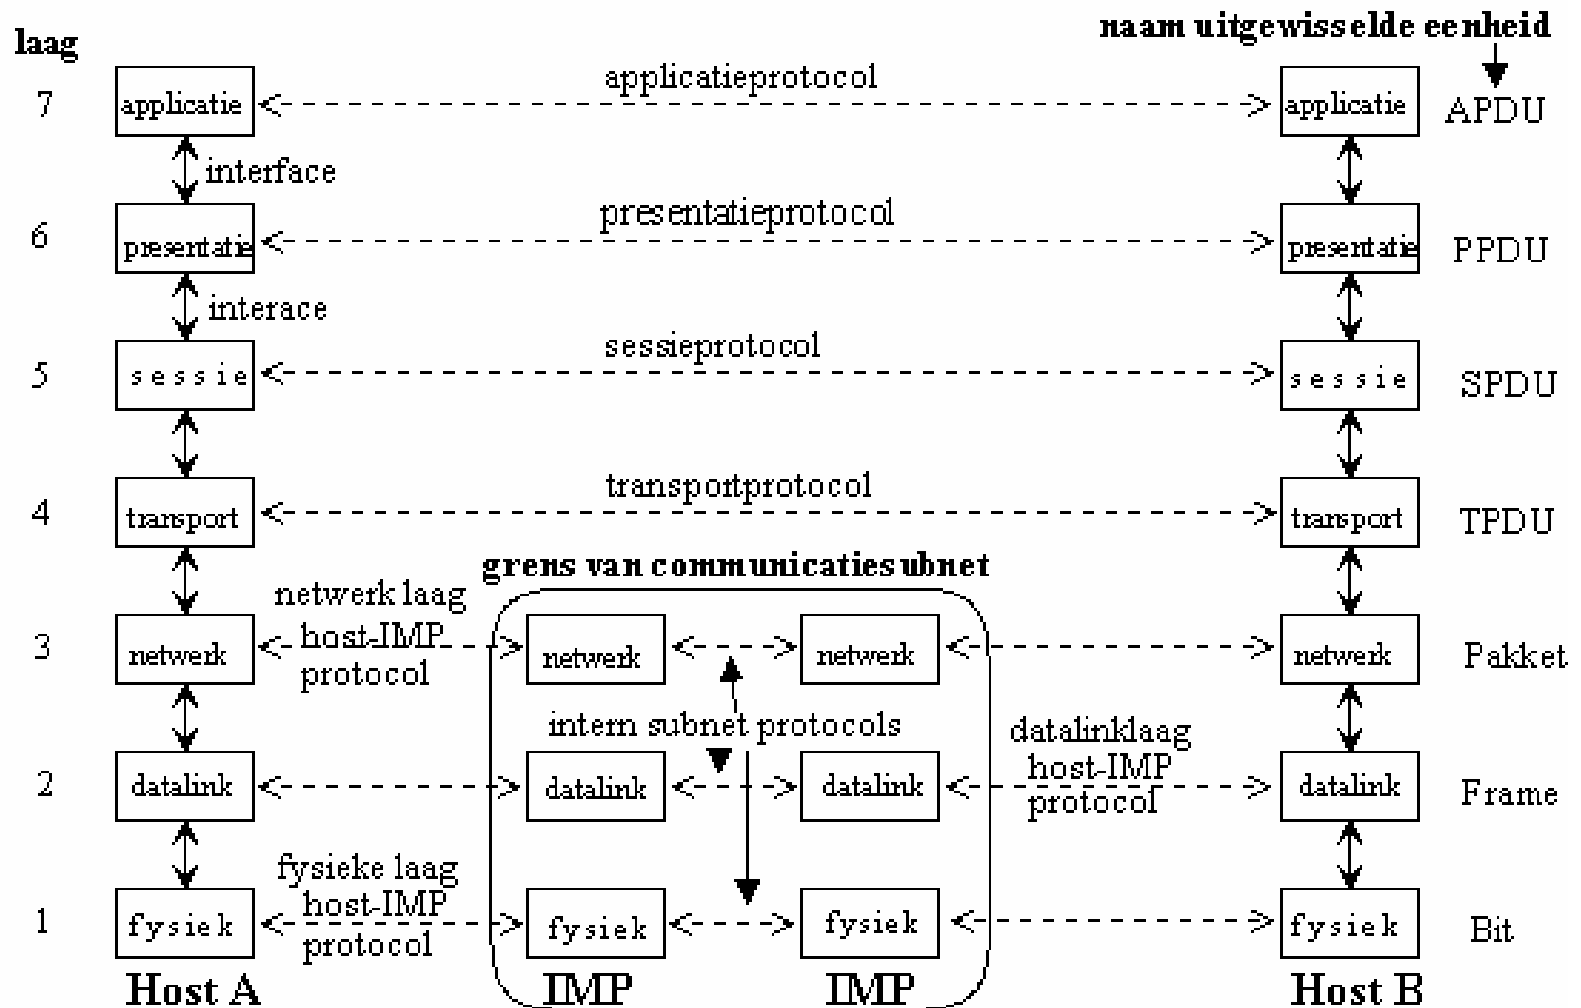 naam uitgewisselde eenheid
laag
7
applicatie
applicatieprotocol
applicatie
APDU
interface
6
presentatie
presentatieprotocol
presentatie
PPDU
interace
5
sessie
sessieprotocol
sessie
SPDU
4
transport
transportprotocol
transport
TPDU
grens van communicatiesubnet
3
netwerk
netwerk laag
host-IMP
protocol
netwerk
netwerk
netwerk
Pakket
intern subnet protocols
2
datalink
datalink
datalink
datalinklaag
host-IMP
protocol
datalink
Frame
1
fysiek
fysieke laag
host-IMP
protocol
fysiek
fysiek
fysiek
Bit
Host A
IMP
IMP
Host B